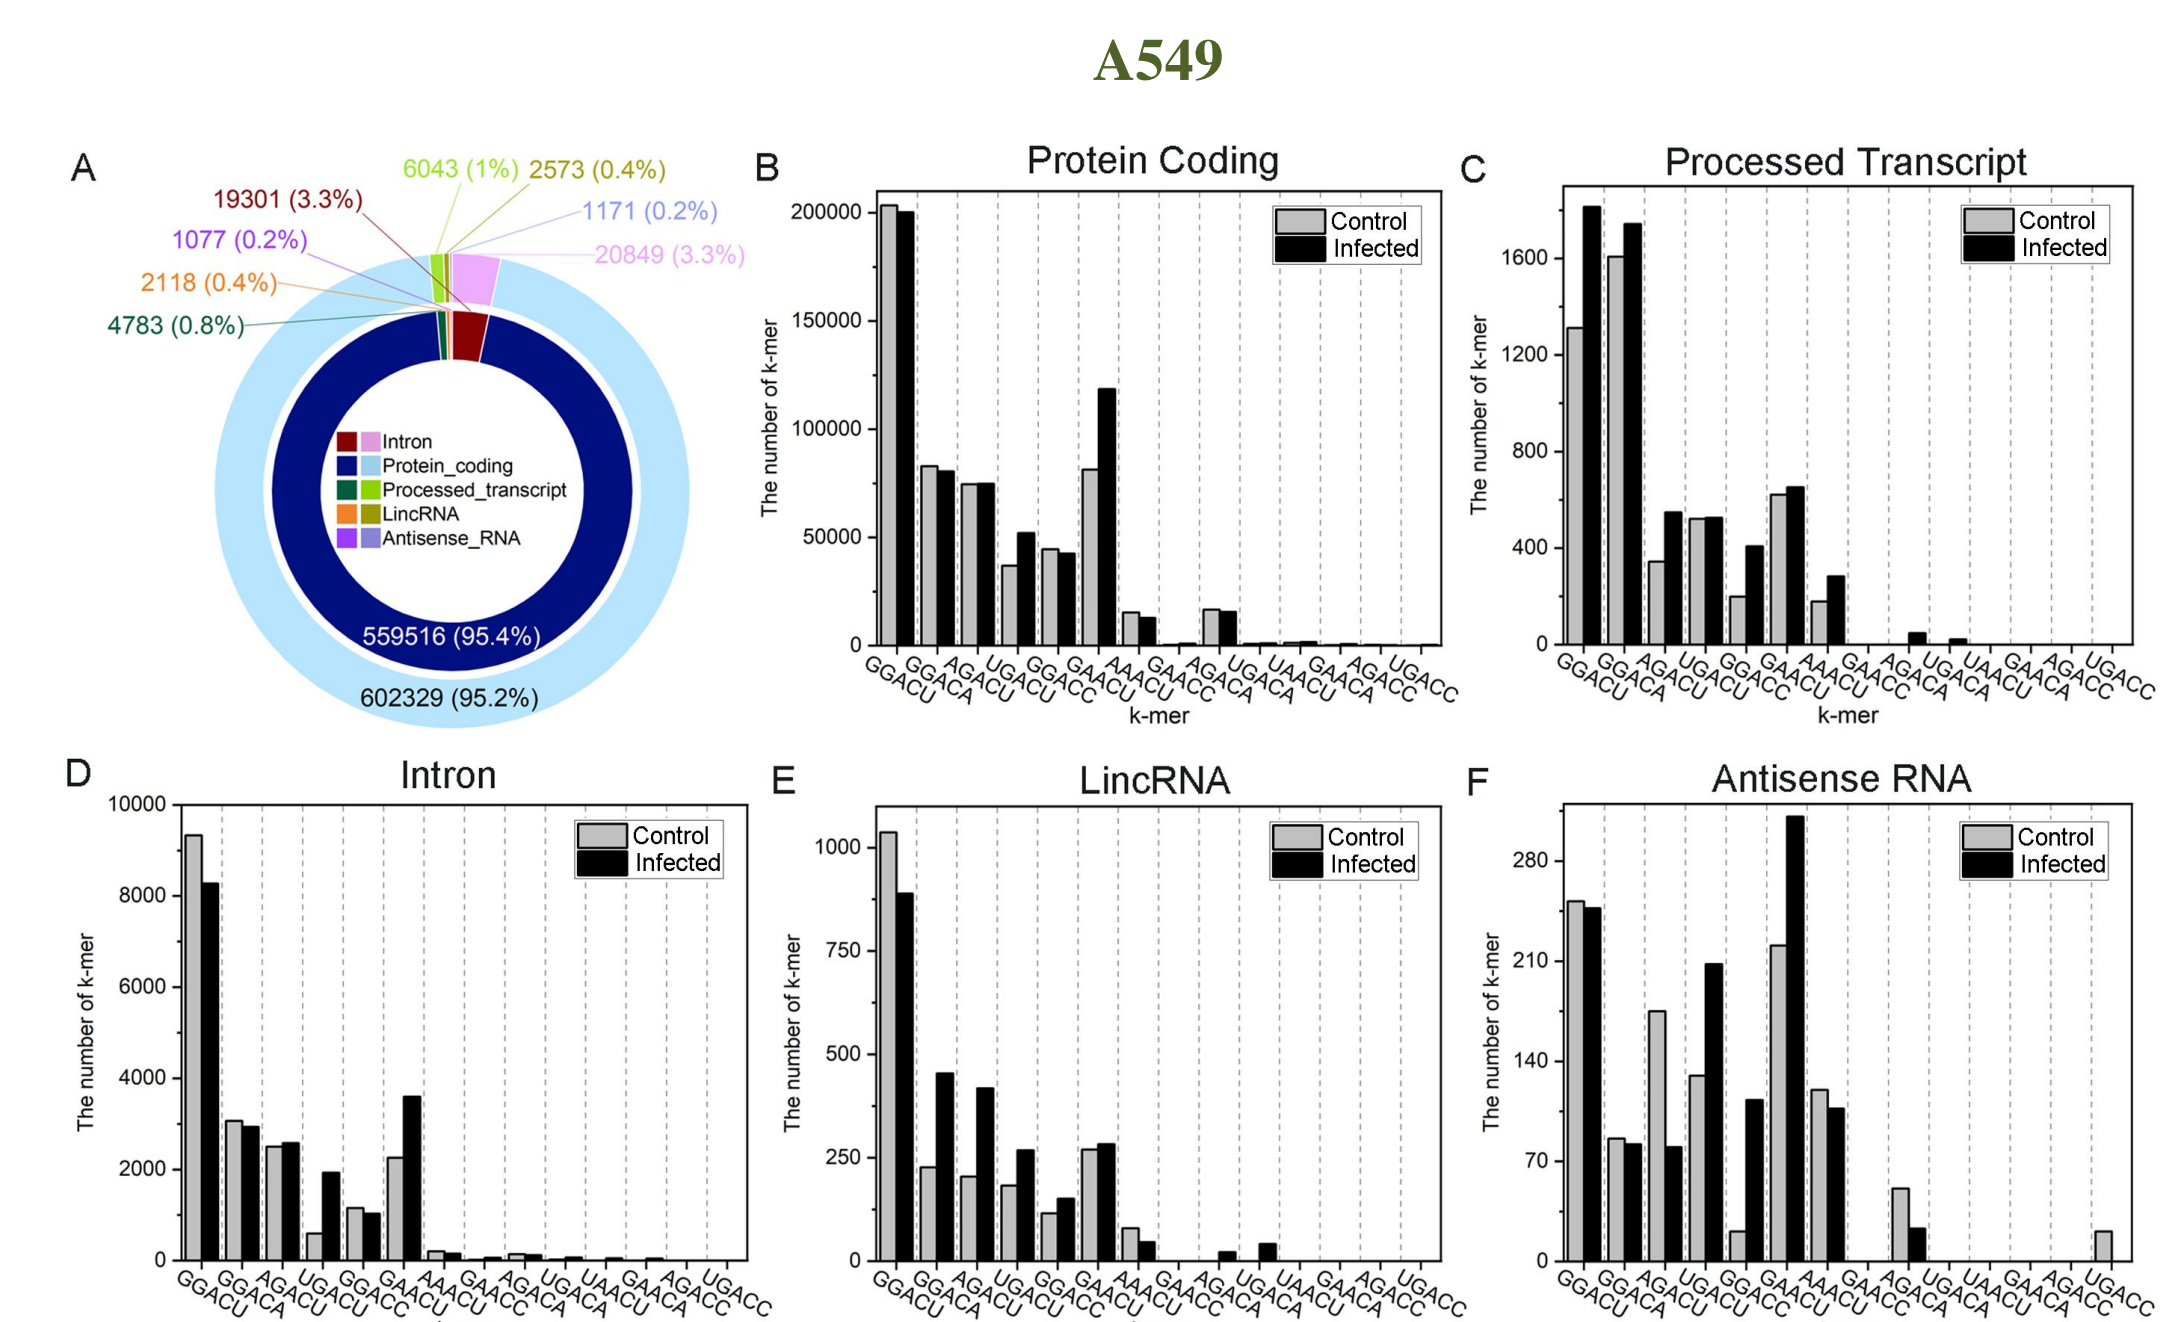 A549
A
6043 (1%)
2573 (0.4%)
19301 (3.3%)
1171 (0.2%)
1077 (0.2%)
20849 (3.3%)
2118 (0.4%)
4783 (0.8%)
Intron
Protein_coding
Processed_transcript
LincRNA
Antisense_RNA
559516 (95.4%)
602329 (95.2%)
B
Protein Coding
Control
Infected
The number of k-mer
200000
150000
100000
50000
0
GGACU
GGACA
AGACU
UGACU
GGACC
GAACU
AAACU
GAACC
AGACA
UGACA
UAACU
GAACA
AGACC
UGACC
k-mer
C
Processed Transcript
Control
Infected
The number of k-mer
1600
1200
800
400
0
GGACU
GGACA
AGACU
UGACU
GGACC
GAACU
AAACU
GAACC
AGACA
UGACA
UAACU
GAACA
AGACC
UGACC
k-mer
D
Intron
Control
Infected
The number of k-mer
10000
8000
6000
4000
2000
0
GGACU
GGACA
AGACU
UGACU
GGACC
GAACU
AAACU
GAACC
AGACA
UGACA
UAACU
GAACA
AGACC
UGACC
E
LincRNA
Control
Infected
The number of k-mer
1000
750
500
250
0
GGACU
GGACA
AGACU
UGACU
GGACC
GAACU
AAACU
GAACC
AGACA
UGACA
UAACU
GAACA
AGACC
UGACC
F
Antisense RNA
Control
Infected
The number of k-mer
280
210
140
70
0
GGACU
GGACA
AGACU
UGACU
GGACC
GAACU
AAACU
GAACC
AGACA
UGACA
UAACU
GAACA
AGACC
UGACC